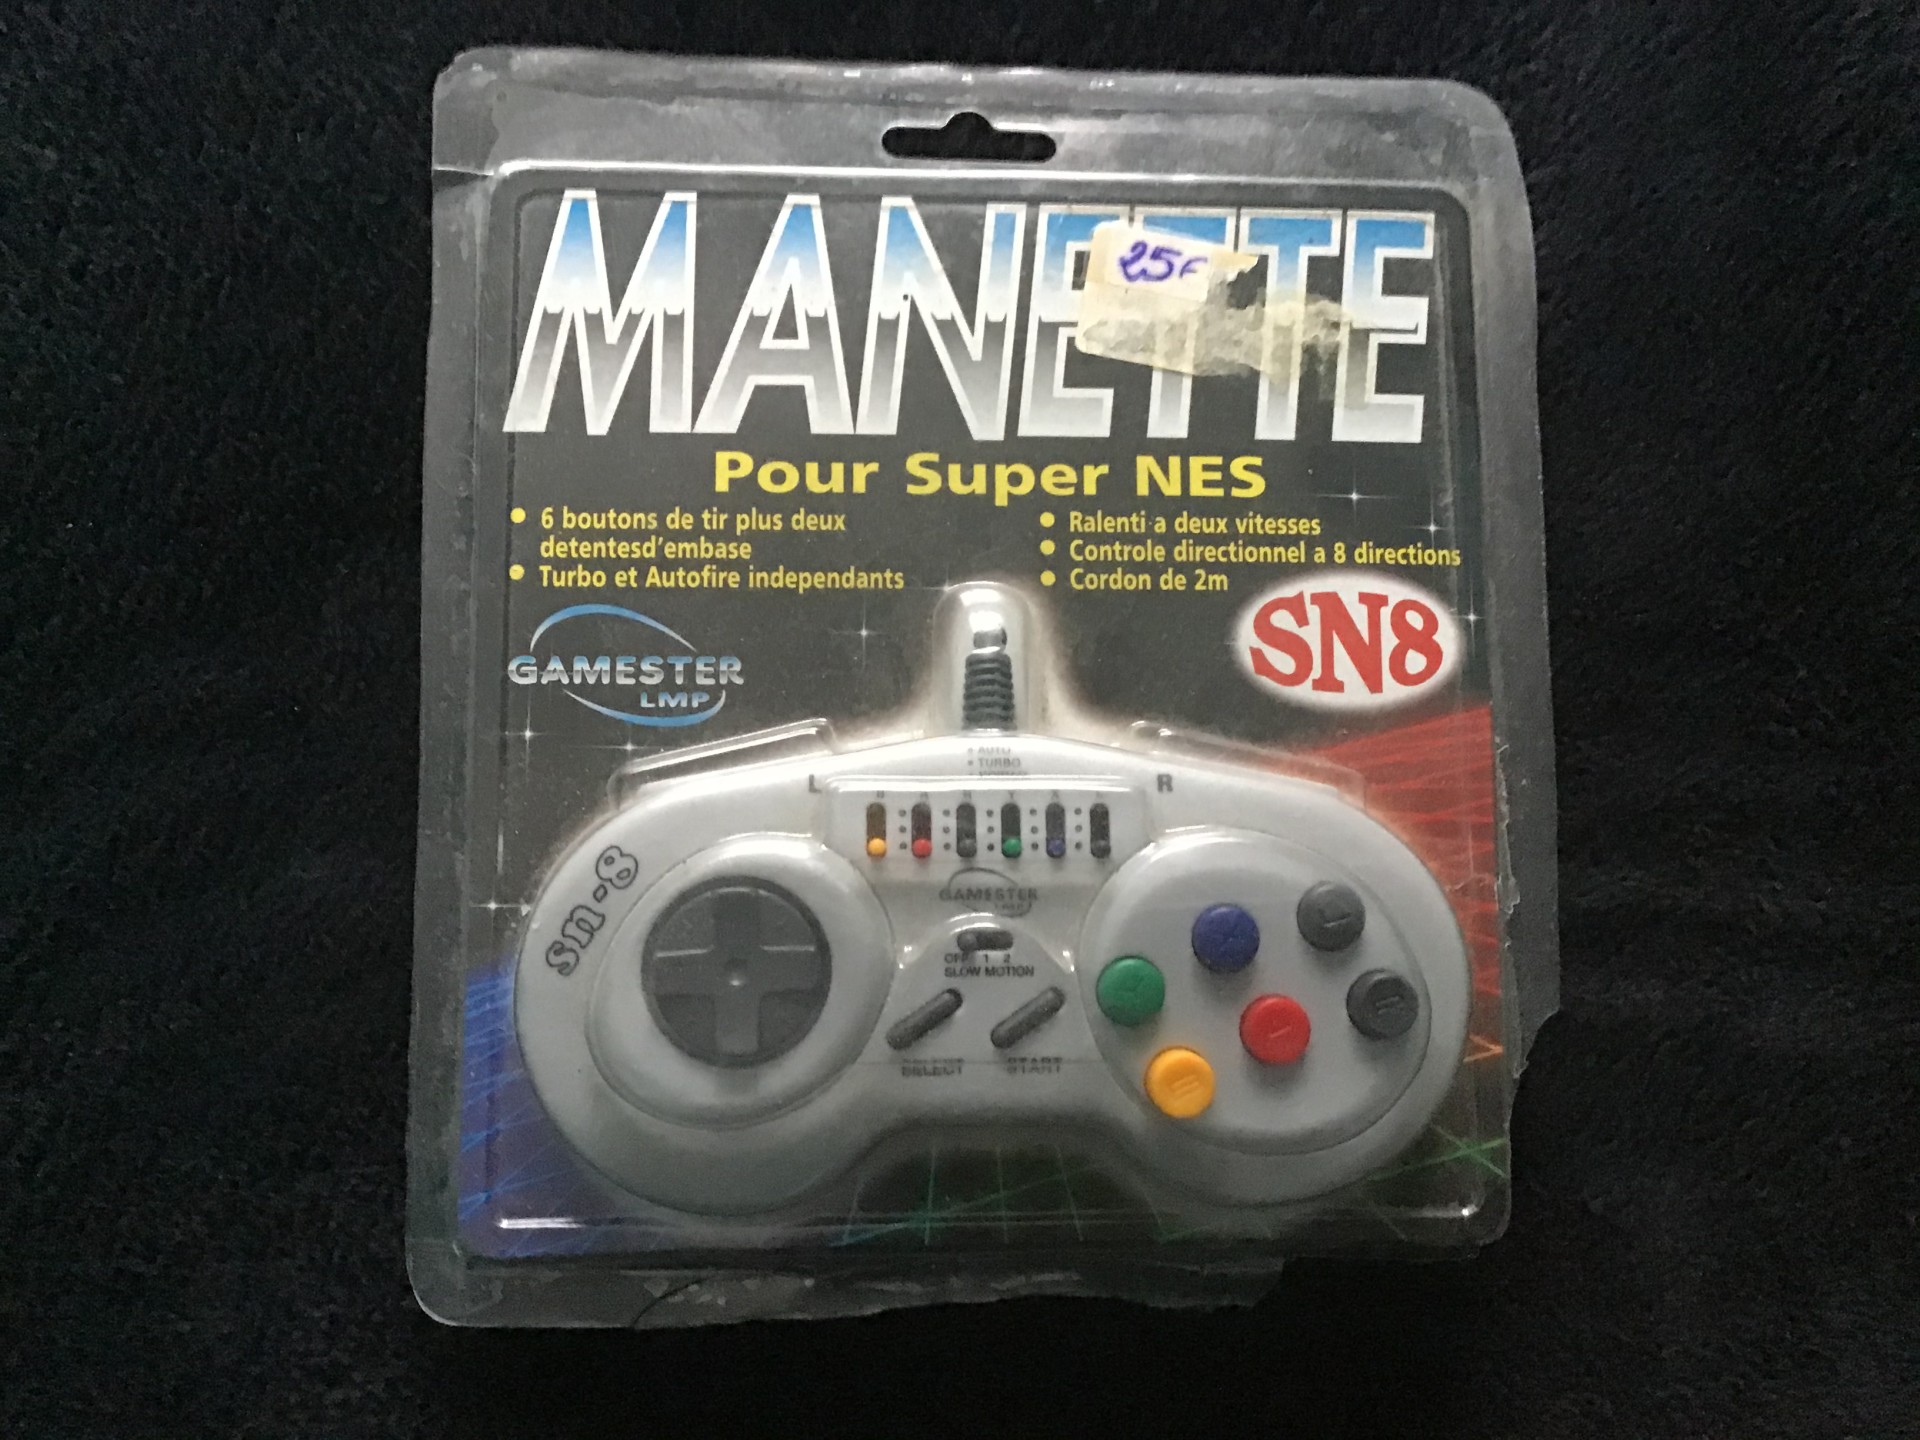 MANETTE
25€
Pour Super NES
• 6 boutons de tir plus deux
detentesd'embase
• Turbo et Autofire independants
• Ralenti a deux vitesses
• Controle directionnel a 8 directions
• Cordon de 2m
SN8
GAMESTER
LMP
• AUTO
• TURBO
L
R
sn-8
GAMESTER
LMP
OFF 1 2
SLOW MOTION
SELECT
START